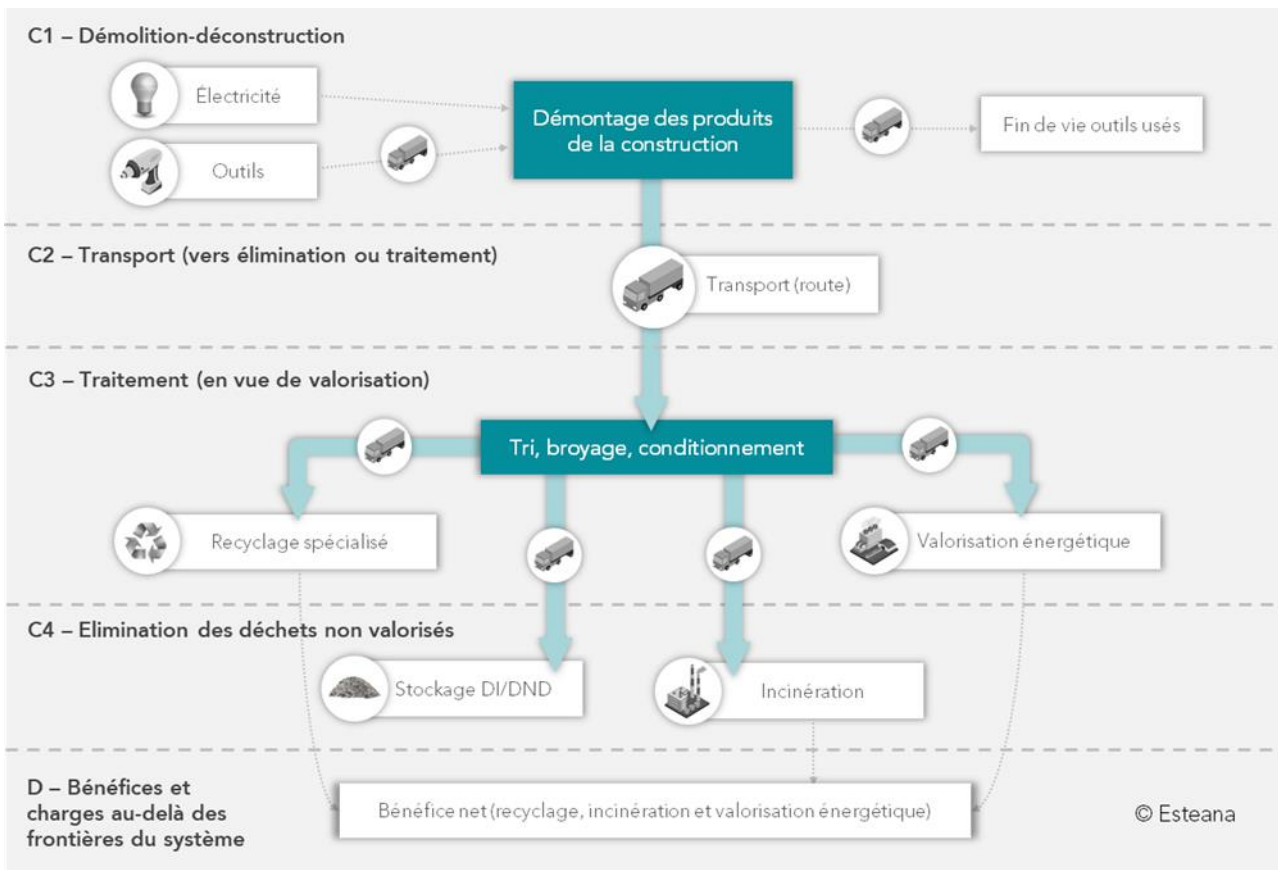 C1 – Démolition-déconstruction
Électricité
Outils
Démontage des produits
de la construction
Fin de vie outils usés
C2 – Transport (vers élimination ou traitement)
Transport (route)
C3 – Traitement (en vue de valorisation)
Tri, broyage, conditionnement
Recyclage spécialisé
Valorisation énergétique
C4 – Elimination des déchets non valorisés
Stockage DI/DND
Incinération
D – Bénéfices et
charges au-delà des
frontières du système
Bénéfice net (recyclage, incinération et valorisation énergétique)
© Esteana